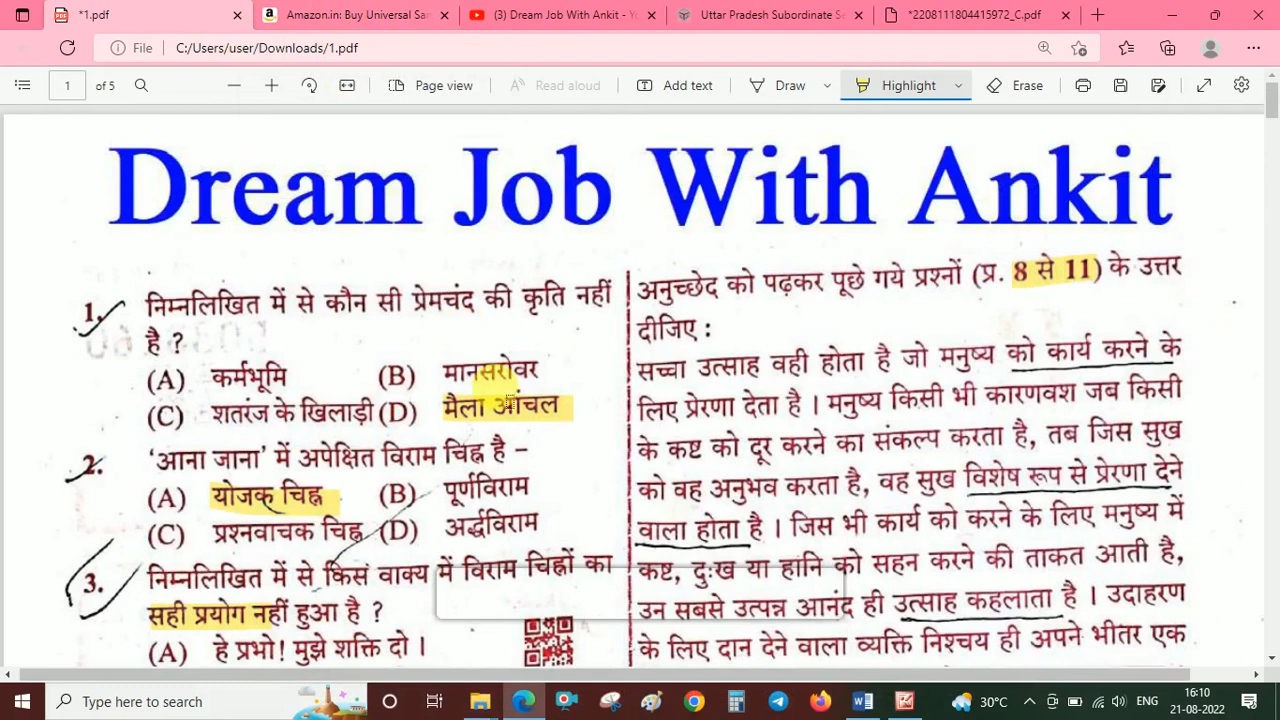 *1.pdf
Amazon.in: Buy Universal San
(3) Dream Job With Ankit - Yo
Uttar Pradesh Subordinate Se
*2208111804415972_C.pdf
File
C:/Users/user/Downloads/1.pdf
1
of 5
Page view
Read aloud
Add text
Draw
Highlight
Erase
Dream Job With Ankit
1. निम्नलिखित में से कौन सी प्रेमचंद की कृति नहीं
है ?
(A) कर्मभूमि (B) मानसरोवर
(C) शतरंज के खिलाड़ी (D) मैला आंचल
2. ‘आना जाना’ में अपेक्षित विराम चिह्न है –
(A) योजक चिह्न (B) पूर्णविराम
(C) प्रश्नवाचक चिह्न (D) अर्द्धविराम
3. निम्नलिखित में से किस वाक्य में विराम चिह्नों का
सही प्रयोग नहीं हुआ है ?
(A) हे प्रभो! मुझे शक्ति दो ।
अनुच्छेद को पढ़कर पूछे गये प्रश्नों (प्र. 8 से 11) के उत्तर
दीजिए :
सच्चा उत्साह वही होता है जो मनुष्य को कार्य करने के
लिए प्रेरणा देता है । मनुष्य किसी भी कारणवश जब किसी
के कष्ट को दूर करने का संकल्प करता है, तब जिस सुख
को वह अनुभव करता है, वह सुख विशेष रूप से प्रेरणा देने
वाला होता है । जिस भी कार्य को करने के लिए मनुष्य में
कष्ट, दुःख या हानि को सहन करने की ताकत आती है,
उन सबसे उत्पन्न आनंद ही उत्साह कहलाता है । उदाहरण
के लिए दान देने वाला व्यक्ति निश्चय ही अपने भीतर एक
Type here to search
30°C
ENG
16:10
21-08-2022